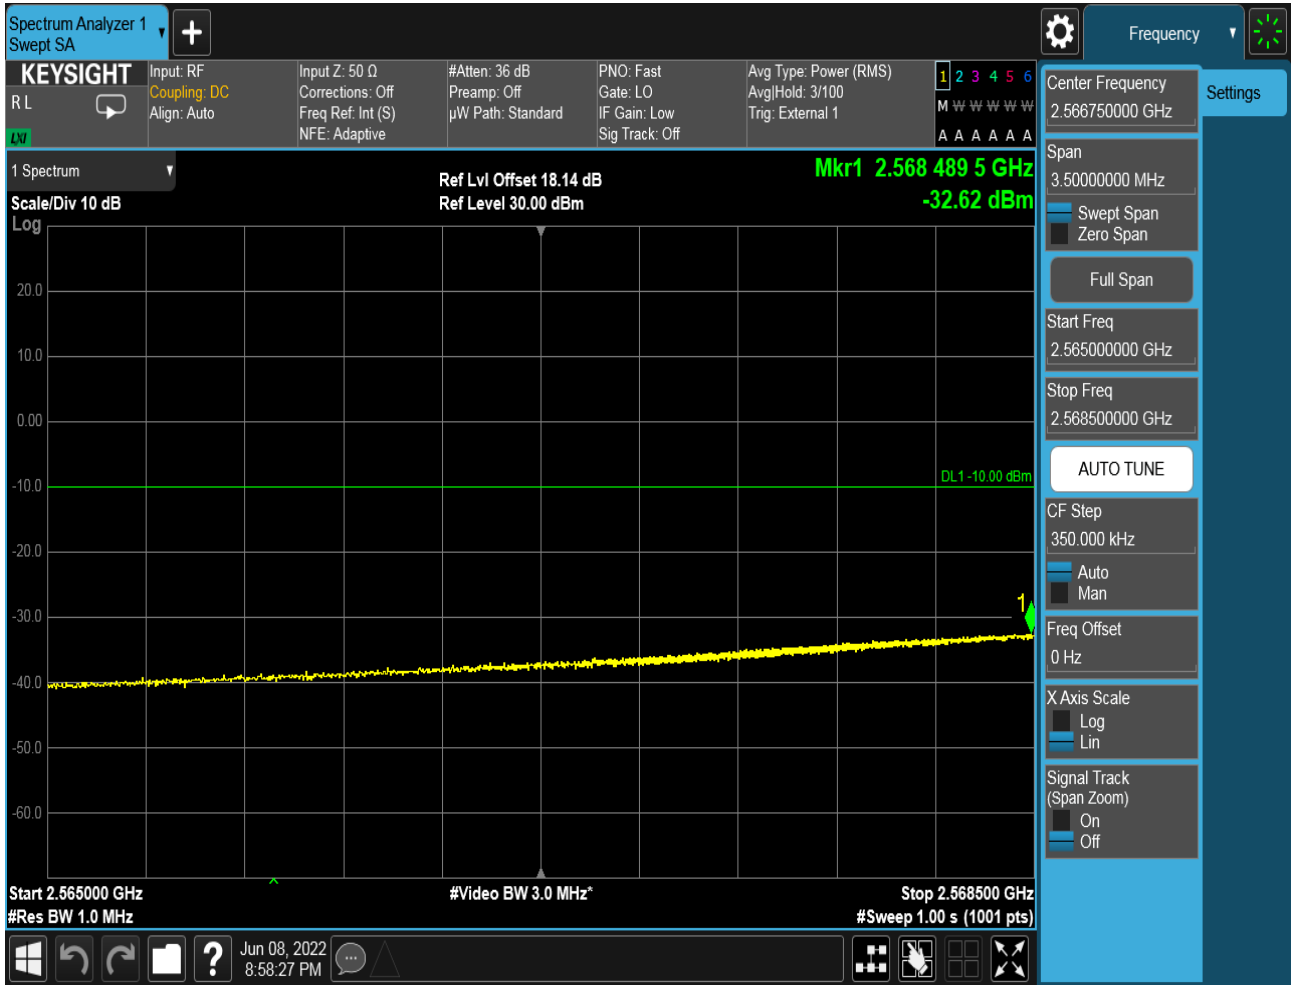 Spectrum Analyzer 1
Swept SA
Frequency
KEYSIGHT
R L
LXI
Input: RF
Coupling: DC
Align: Auto
Input Z: 50 Ω
Corrections: Off
Freq Ref: Int (S)
NFE: Adaptive
#Atten: 36 dB
Preamp: Off
µW Path: Standard
PNO: Fast
Gate: LO
IF Gain: Low
Sig Track: Off
Avg Type: Power (RMS)
Avg|Hold: 3/100
Trig: External 1
1 2 3 4 5 6
M W W W W W
A A A A A A
1 Spectrum
Scale/Div 10 dB
Log
Ref Lvl Offset 18.14 dB
Ref Level 30.00 dBm
Mkr1 2.568 489 5 GHz
-32.62 dBm
20.0
10.0
0.00
-10.0
-20.0
-30.0
-40.0
-50.0
-60.0
DL1 -10.00 dBm
1
Start 2.565000 GHz
#Res BW 1.0 MHz
#Video BW 3.0 MHz*
Stop 2.568500 GHz
#Sweep 1.00 s (1001 pts)
Settings
Center Frequency
2.566750000 GHz
Span
3.50000000 MHz
Swept Span
Zero Span
Full Span
Start Freq
2.565000000 GHz
Stop Freq
2.568500000 GHz
AUTO TUNE
CF Step
350.000 kHz
Auto
Man
Freq Offset
0 Hz
X Axis Scale
Log
Lin
Signal Track
(Span Zoom)
On
Off
?
Jun 08, 2022
8:58:27 PM